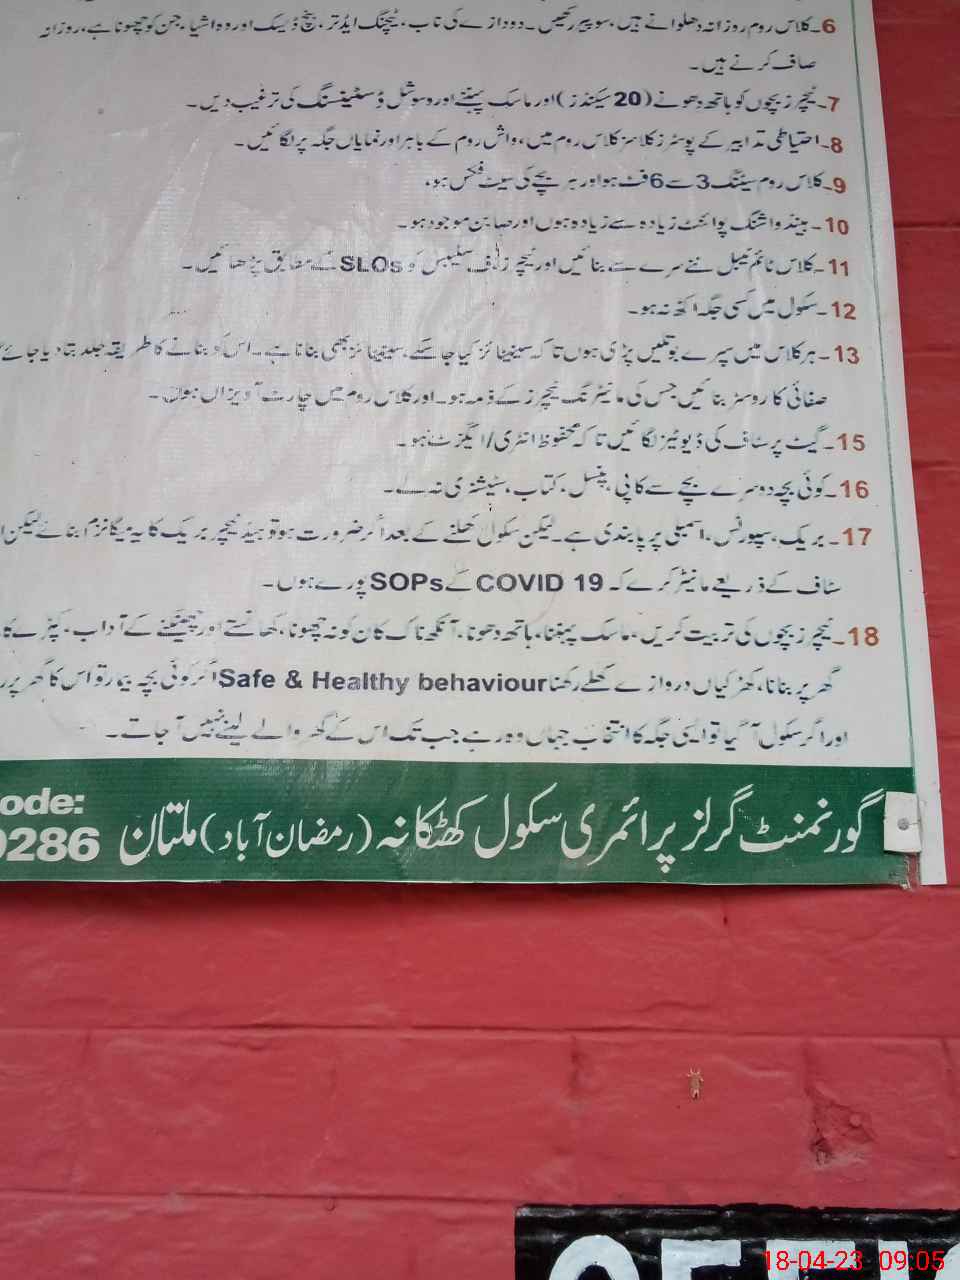 6۔کلاس روم روزانہ دھلوانے ہیں، سوپیر رکھیں۔ دروازے کی ناب، ٹیچنگ ایڈتر، بنچ ڈیسک اور وہ اشیاء جن کو چھونا ہے، روزانہ
صاف کرنے ہیں۔
7۔ٹیچرز بچوں کو ہاتھ دھونے (20 سیکنڈز) اور ماسک پہننے اور سوشل ڈسٹینسنگ کی ترغیب دیں۔
8۔احتیاطی تدابیر کے پوسٹرز کلاسز کلاس روم میں، واش روم کے باہر اور نمایاں جگہ پر لگائیں۔
9۔کلاس روم سیٹنگ 3 سے 6 فٹ ہو اور ہر بچے کی سیٹ فکس ہو،
10۔ہینڈ واشنگ پوائنٹ زیادہ سے زیادہ ہوں اور صابن موجود ہو۔
11۔کلاس ٹائم ٹیبل نئے سرے سے بنائیں اور ٹیچرز سلیبس کو SLOs کے مطابق پڑھائیں۔
12۔سکول میں کسی جگہ اکٹھ نہ ہو۔
13۔ہر کلاس میں سپرے بوتلیں پڑی ہوں تاکہ سینیٹائز کیا جا سکے، سینیٹائزر بھی بنانا ہے۔ اس کو بنانے کا طریقہ جلد بتا دیا جائے
صفائی کا روسٹر بنائیں جس کی مانیٹرنگ ٹیچرز کے ذمہ ہو۔ اور کلاس روم میں چارٹ آویزاں ہوں۔
15۔گیٹ پر سٹاف کی ڈیوٹیز لگائیں تاکہ محفوظ انٹری/ایگزٹ ہو۔
16۔کوئی بچہ دوسرے بچے سے کاپی، پنسل، کتاب، سٹیشنری نہ لے۔
17۔بریک، سپورٹس، اسمبلی پر پابندی ہے۔ لیکن سکول کھلنے کے بعد اگر ضرورت ہو تو ہیڈ ٹیچر بریک کا یہ میگانزم بنائے لیکن
سٹاف کے ذریعے مانیٹر کرے کہ COVID 19 کے SOPs پورے ہوں۔
18۔ٹیچرز بچوں کی تربیت کریں، ماسک پہننا، ہاتھ دھونا، آنکھ ناک کان کو نہ چھونا، کھانسنے اور چھینکنے کے آداب، کپڑے کا
گھر پر بنانا، کھڑکیاں دروازے کھلے رکھنا Safe & Healthy behaviour اگر کوئی بچہ بیمار تو اس کا گھر پر
اور اگر سکول آ گیا تو ایسی جگہ کا انتخاب جہاں وہ رہے جب تک اس کے گھر والے لینے نہیں آ جاتے۔
ode:
گورنمنٹ گرلز پرائمری سکول کھٹکانہ (رمضان آباد) ملتان 0286
18-04-23 09:05